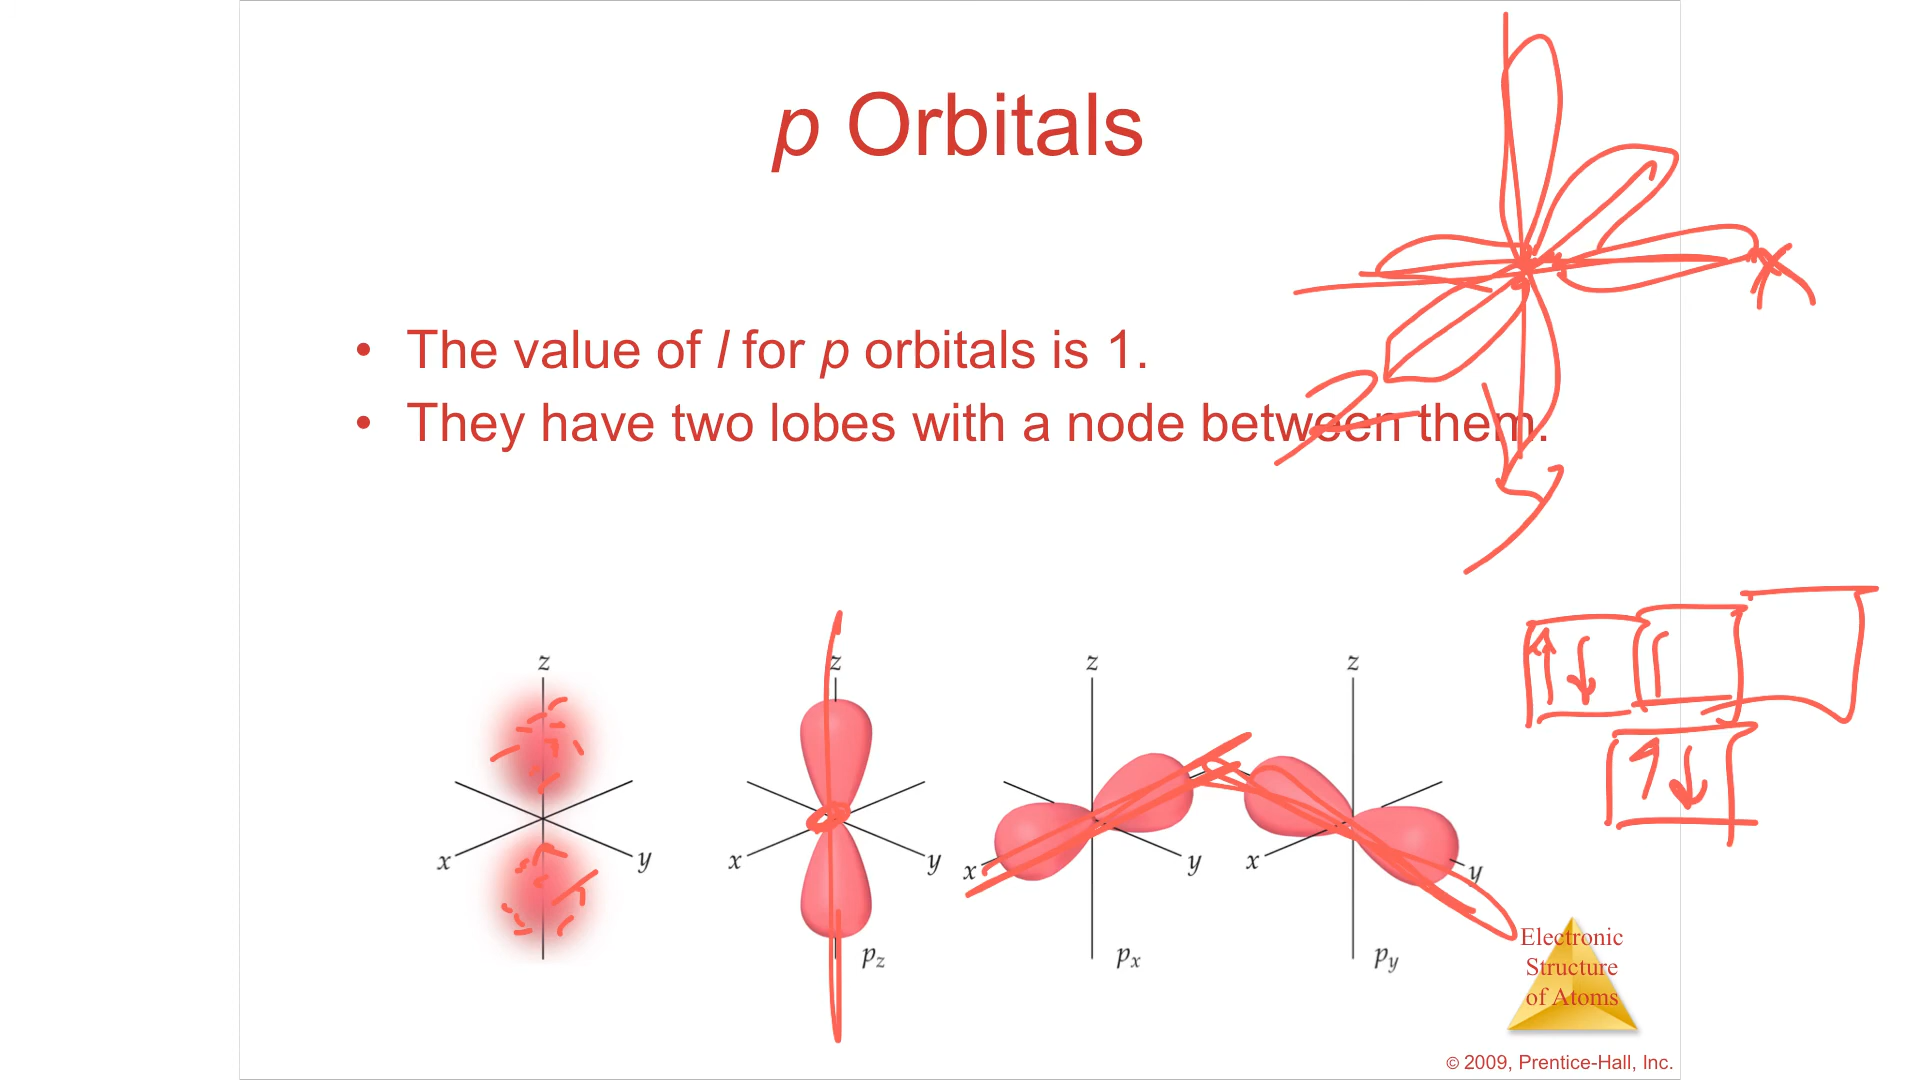 p Orbitals
• The value of l for p orbitals is 1.
• They have two lobes with a node between them.
x
z
y
z
x
y
z
x
y
pz
z
x
y
px
z
x
y
py
Electronic
Structure
of Atoms
© 2009, Prentice-Hall, Inc.